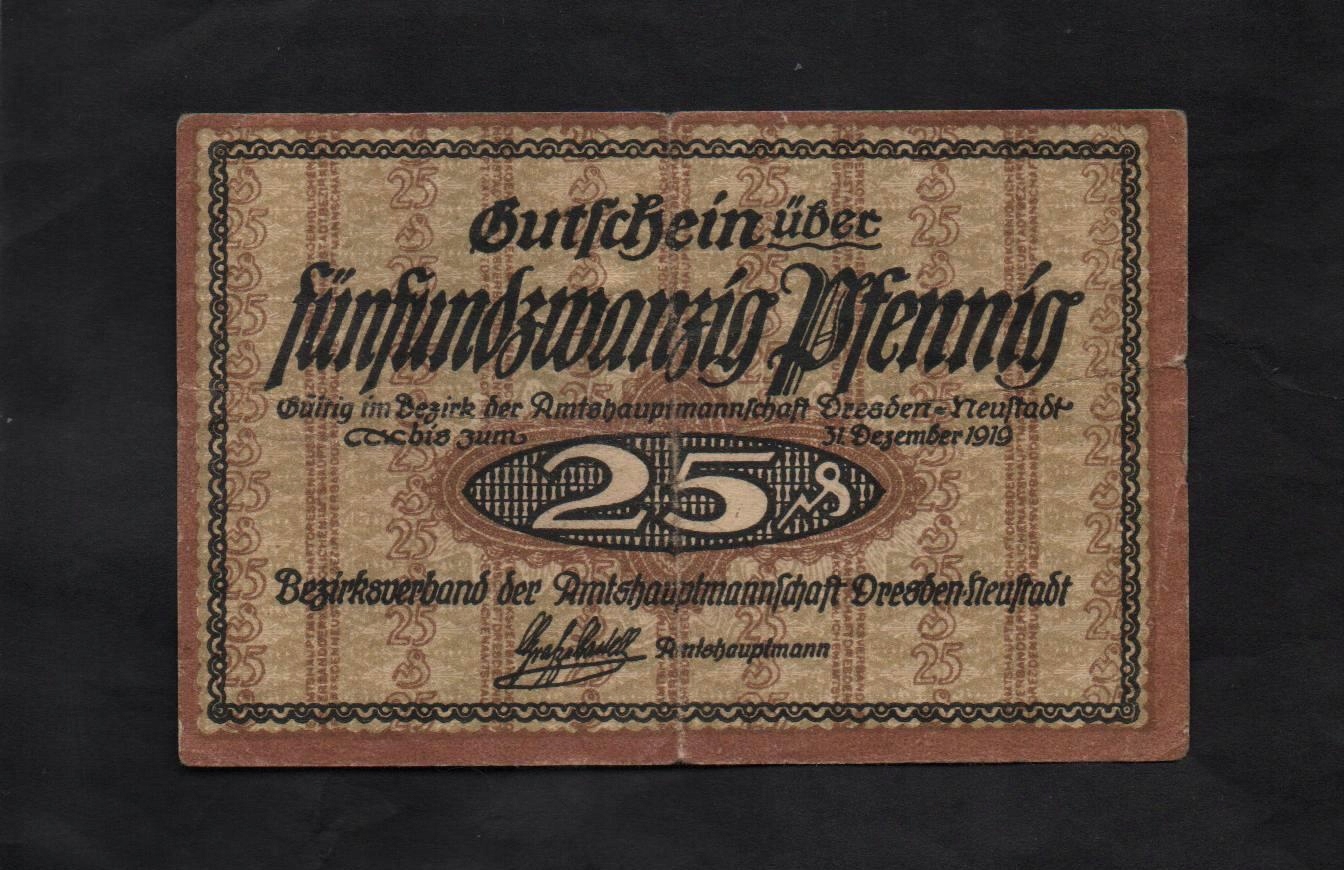 Gutschein über
fünfundzwanzig Pfennig
Gültig im Bezirk der Amtshauptmannschaft Dresden=Neustadt
bis zum 31. Dezember 1919
25 ₰
Bezirksverband der Amtshauptmannschaft Dresden-Neustadt
Amtshauptmann